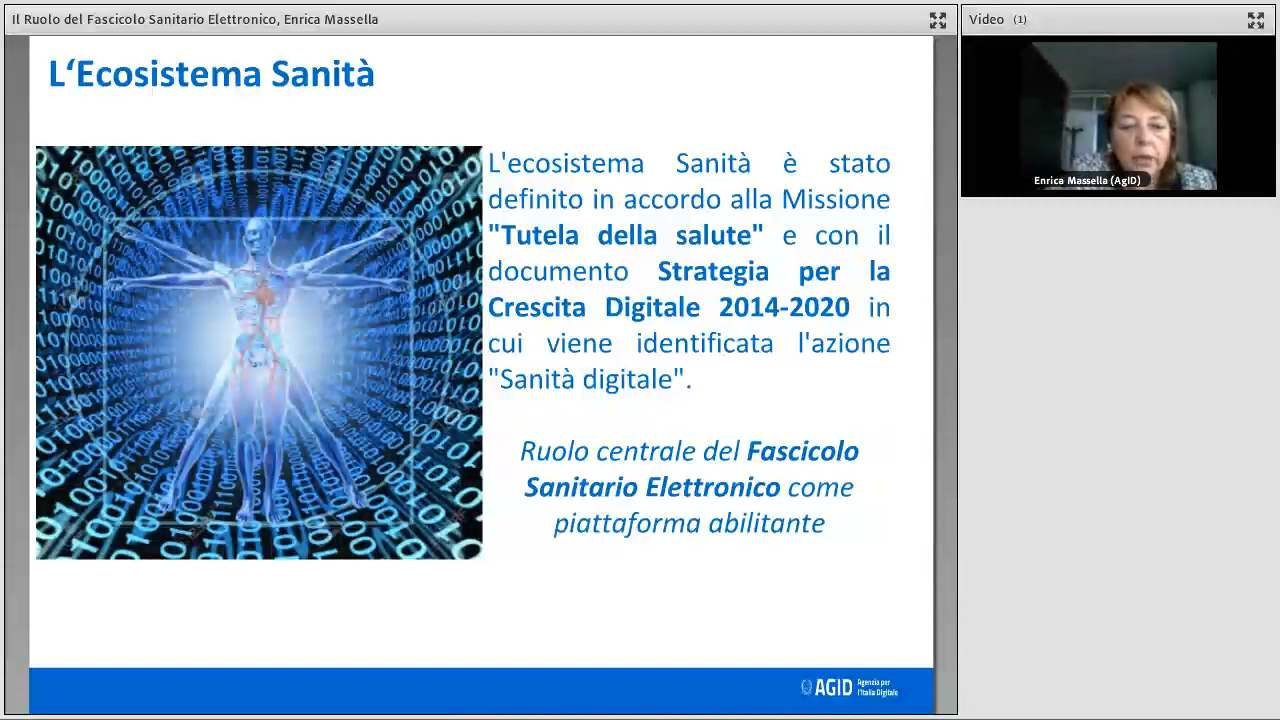 Il Ruolo del Fascicolo Sanitario Elettronico, Enrica Massella
Video (1)
L‘Ecosistema Sanità
L'ecosistema Sanità è stato
definito in accordo alla Missione
"Tutela della salute" e con il
documento Strategia per la
Crescita Digitale 2014-2020 in
cui viene identificata l'azione
"Sanità digitale".
Ruolo centrale del Fascicolo
Sanitario Elettronico come
piattaforma abilitante
Enrica Massella (AgID)
AGID
Agenzia per
l'Italia Digitale